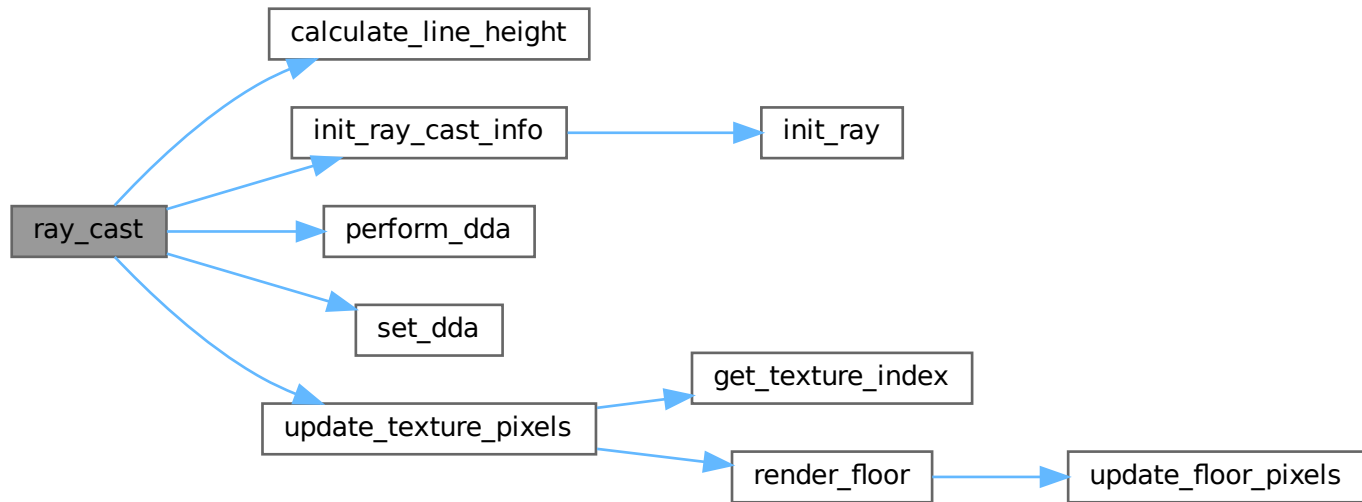 calculate_line_height
init_ray_cast_info
init_ray
ray_cast
perform_dda
set_dda
get_texture_index
update_texture_pixels
render_floor
update_floor_pixels